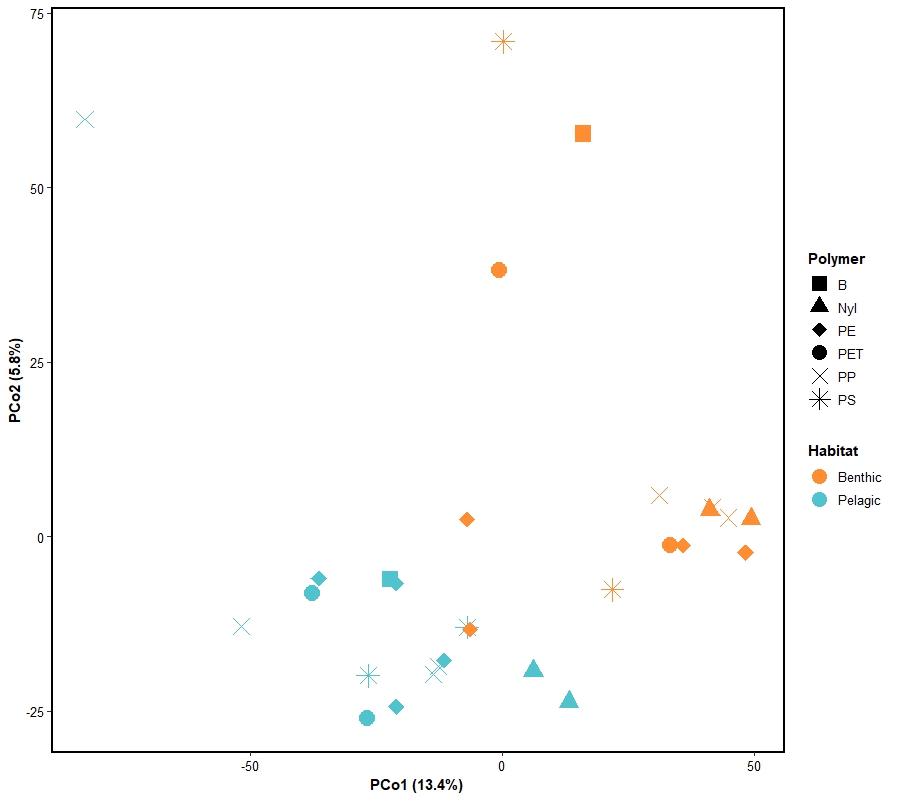 75
50
25
0
-25
PCo2 (5.8%)
-50
0
50
PCo1 (13.4%)
Polymer
B
Nyl
PE
PET
PP
PS
Habitat
Benthic
Pelagic